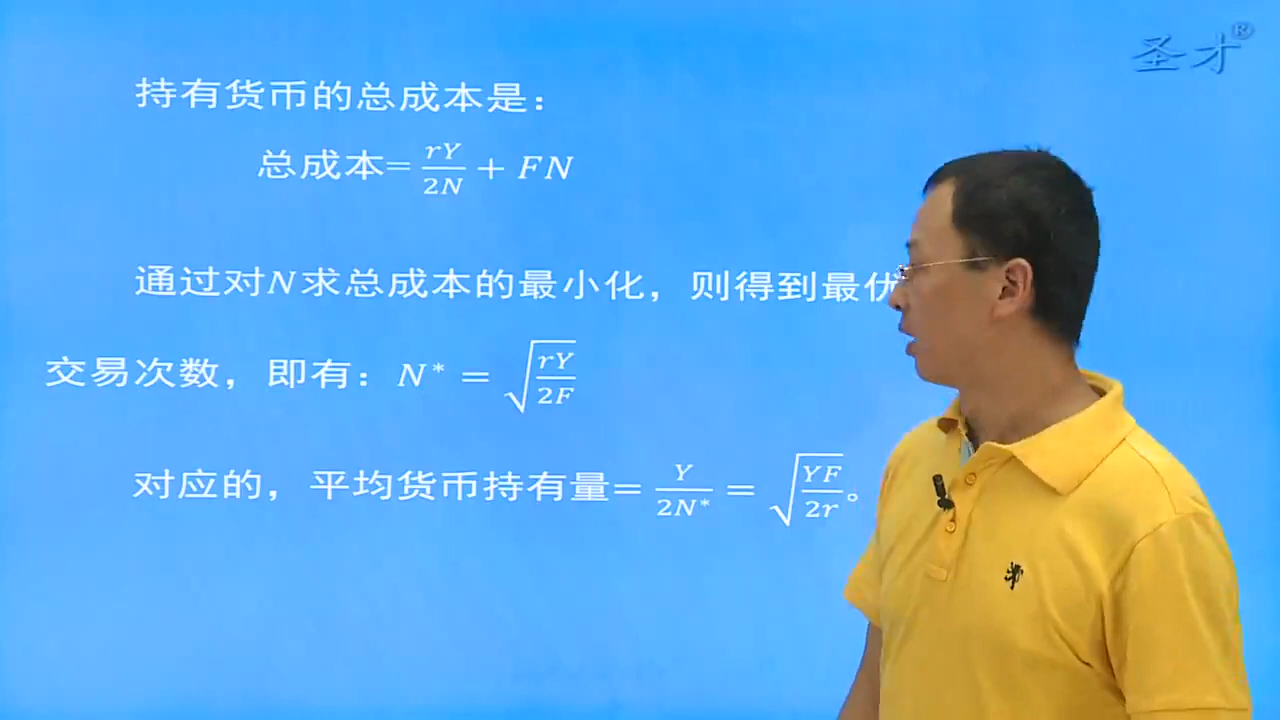 圣才®
持有货币的总成本是：
总成本= rY/2N + FN
通过对N求总成本的最小化，则得到最优
交易次数，即有：N* = √(rY/2F)
对应的，平均货币持有量= Y/2N* = √(YF/2r)。